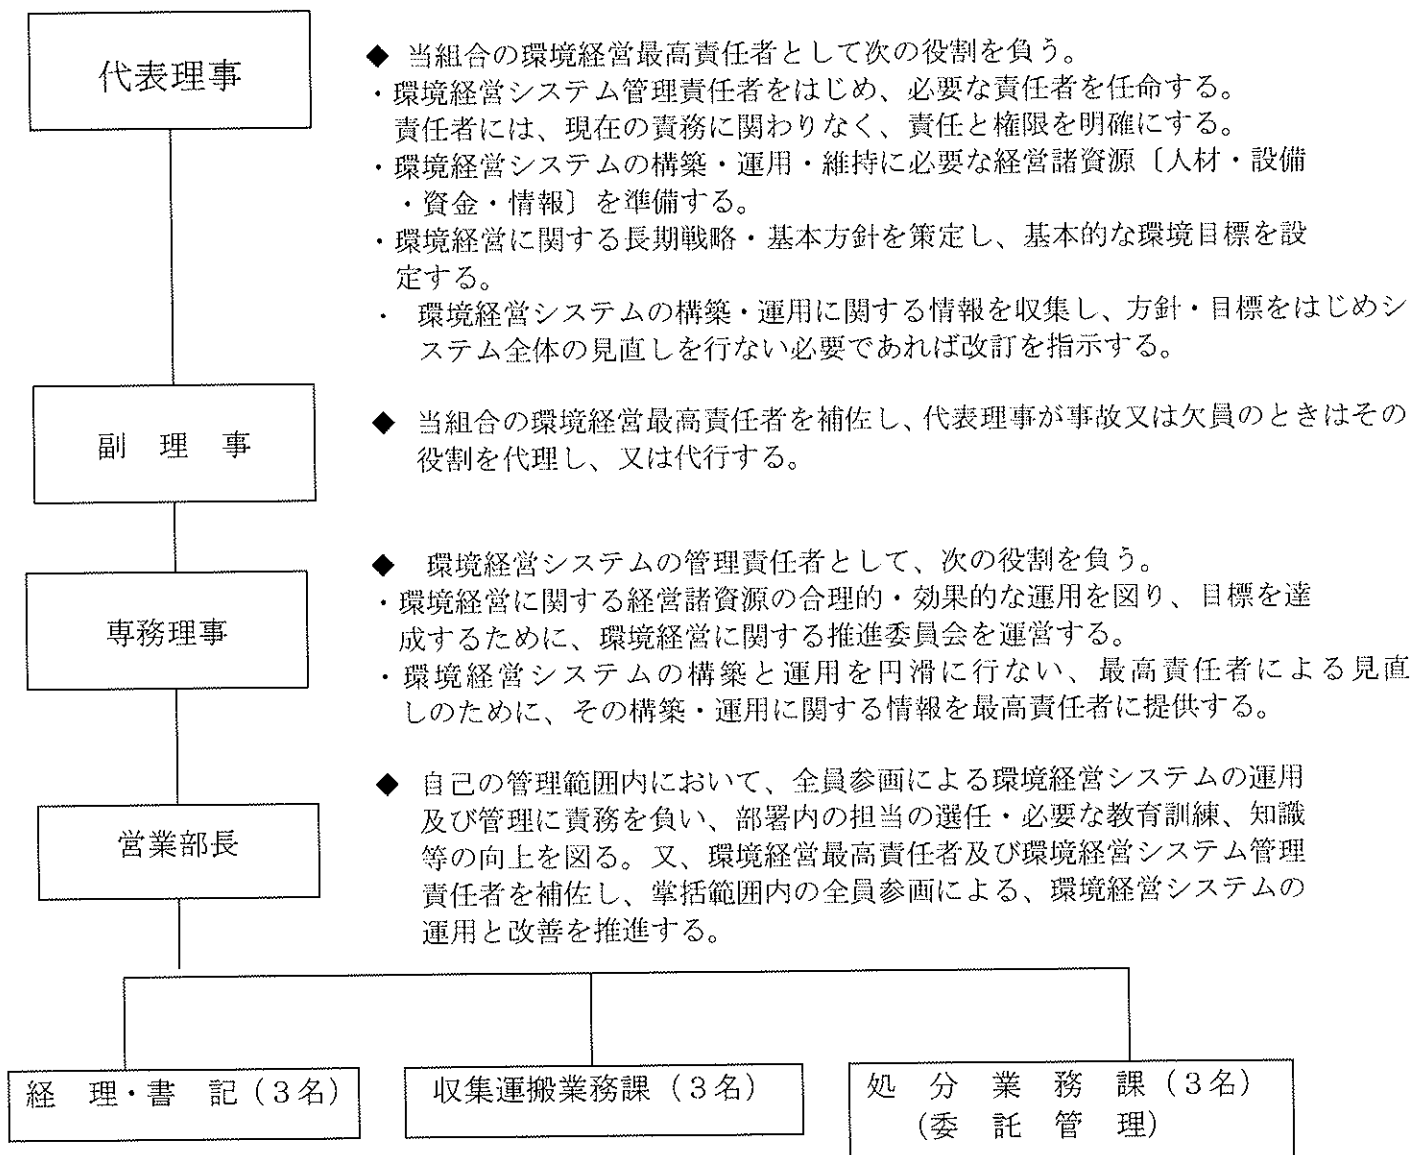 代表理事
◆ 当組合の環境経営最高責任者として次の役割を負う。
・環境経営システム管理責任者をはじめ、必要な責任者を任命する。
責任者には、現在の責務に関わりなく、責任と権限を明確にする。
・環境経営システムの構築・運用・維持に必要な経営諸資源〔人材・設備
・資金・情報〕を準備する。
・環境経営に関する長期戦略・基本方針を策定し、基本的な環境目標を設
定する。
・ 環境経営システムの構築・運用に関する情報を収集し、方針・目標をはじめシ
ステム全体の見直しを行ない必要であれば改訂を指示する。
副 理 事
◆ 当組合の環境経営最高責任者を補佐し、代表理事が事故又は欠員のときはその
役割を代理し、又は代行する。
専務理事
◆ 環境経営システムの管理責任者として、次の役割を負う。
・環境経営に関する経営諸資源の合理的・効果的な運用を図り、目標を達
成するために、環境経営に関する推進委員会を運営する。
・環境経営システムの構築と運用を円滑に行ない、最高責任者による見直
しのために、その構築・運用に関する情報を最高責任者に提供する。
営業部長
◆ 自己の管理範囲内において、全員参画による環境経営システムの運用
及び管理に責務を負い、部署内の担当の選任・必要な教育訓練、知識
等の向上を図る。又、環境経営最高責任者及び環境経営システム管理
責任者を補佐し、掌括範囲内の全員参画による、環境経営システムの
運用と改善を推進する。
経 理・書 記（３名）
収集運搬業務課（３名）
処 分 業 務 課（３名）
（委 託 管 理）